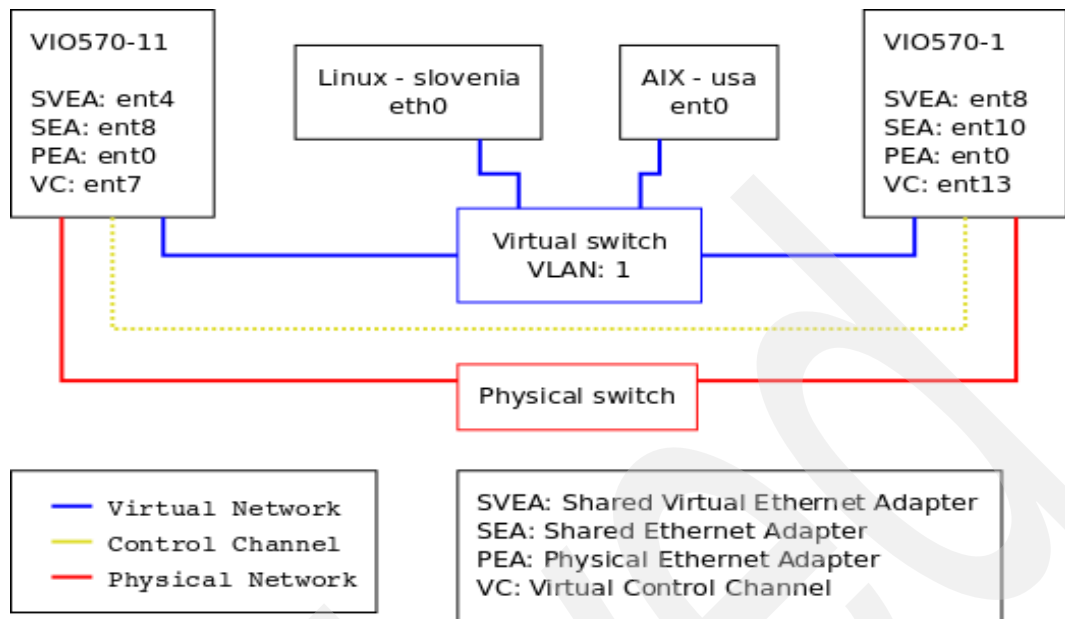 VIO570-11
SVEA: ent4
SEA: ent8
PEA: ent0
VC: ent7
Linux - slovenia
eth0
AIX - usa
ent0
VIO570-1
SVEA: ent8
SEA: ent10
PEA: ent0
VC: ent13
Virtual switch
VLAN: 1
Physical switch
Virtual Network
Control Channel
Physical Network
SVEA: Shared Virtual Ethernet Adapter
SEA: Shared Ethernet Adapter
PEA: Physical Ethernet Adapter
VC: Virtual Control Channel